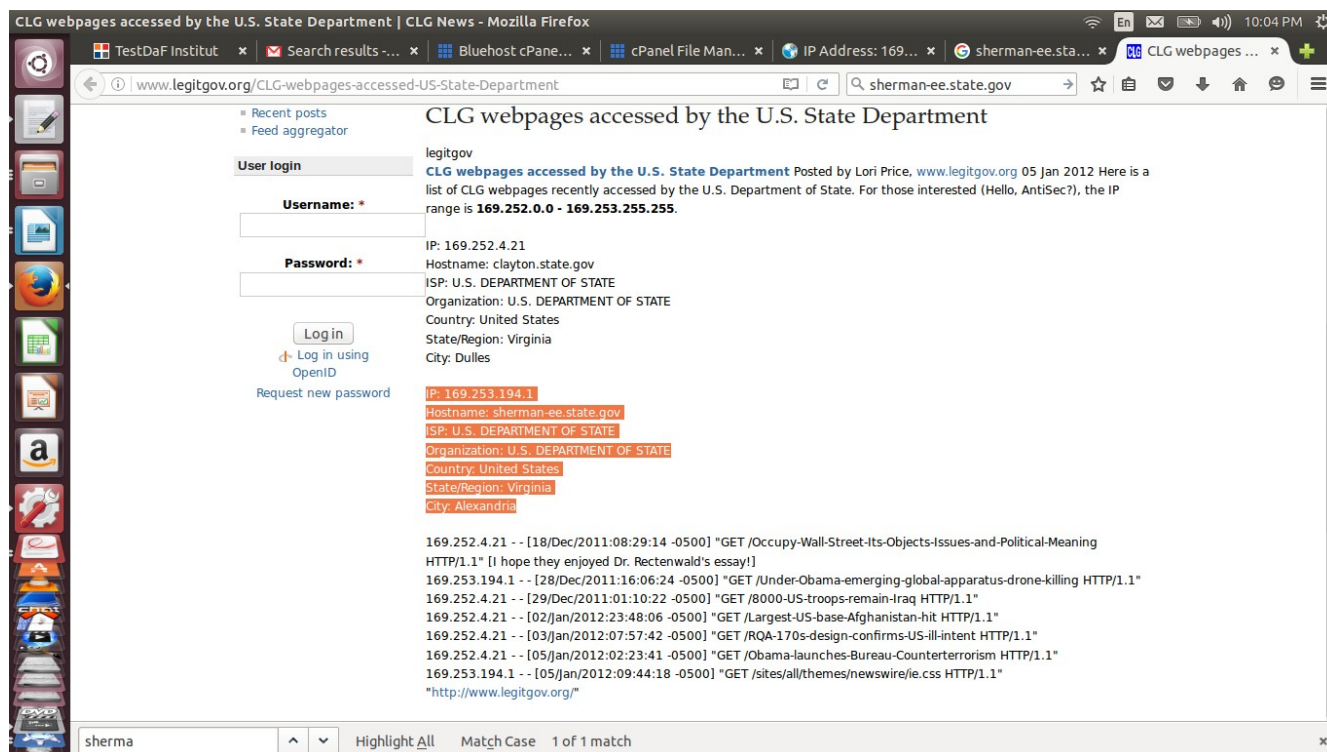 CLG webpages accessed by the U.S. State Department | CLG News - Mozilla Firefox
En
10:04 PM
TestDaF Institut
Search results -...
Bluehost cPane...
cPanel File Man...
IP Address: 169...
sherman-ee.sta...
CLG webpages ...
www.legitgov.org/CLG-webpages-accessed-US-State-Department
sherman-ee.state.gov
Recent posts
Feed aggregator
User login
Username: *
Password: *
Log in
Log in using
OpenID
Request new password
CLG webpages accessed by the U.S. State Department
legitgov
CLG webpages accessed by the U.S. State Department Posted by Lori Price, www.legitgov.org 05 Jan 2012 Here is a
list of CLG webpages recently accessed by the U.S. Department of State. For those interested (Hello, AntiSec?), the IP
range is 169.252.0.0 - 169.253.255.255.
IP: 169.252.4.21
Hostname: clayton.state.gov
ISP: U.S. DEPARTMENT OF STATE
Organization: U.S. DEPARTMENT OF STATE
Country: United States
State/Region: Virginia
City: Dulles
IP: 169.253.194.1
Hostname: sherman-ee.state.gov
ISP: U.S. DEPARTMENT OF STATE
Organization: U.S. DEPARTMENT OF STATE
Country: United States
State/Region: Virginia
City: Alexandria
169.252.4.21 - - [18/Dec/2011:08:29:14 -0500] "GET /Occupy-Wall-Street-Its-Objects-Issues-and-Political-Meaning
HTTP/1.1" [I hope they enjoyed Dr. Rectenwald's essay!]
169.253.194.1 - - [28/Dec/2011:16:06:24 -0500] "GET /Under-Obama-emerging-global-apparatus-drone-killing HTTP/1.1"
169.252.4.21 - - [29/Dec/2011:01:10:22 -0500] "GET /8000-US-troops-remain-Iraq HTTP/1.1"
169.252.4.21 - - [02/Jan/2012:23:48:06 -0500] "GET /Largest-US-base-Afghanistan-hit HTTP/1.1"
169.252.4.21 - - [03/Jan/2012:07:57:42 -0500] "GET /RQA-170s-design-confirms-US-ill-intent HTTP/1.1"
169.252.4.21 - - [05/Jan/2012:02:23:41 -0500] "GET /Obama-launches-Bureau-Counterterrorism HTTP/1.1"
169.253.194.1 - - [05/Jan/2012:09:44:18 -0500] "GET /sites/all/themes/newswire/ie.css HTTP/1.1"
"http://www.legitgov.org/"
sherma
Highlight All
Match Case
1 of 1 match